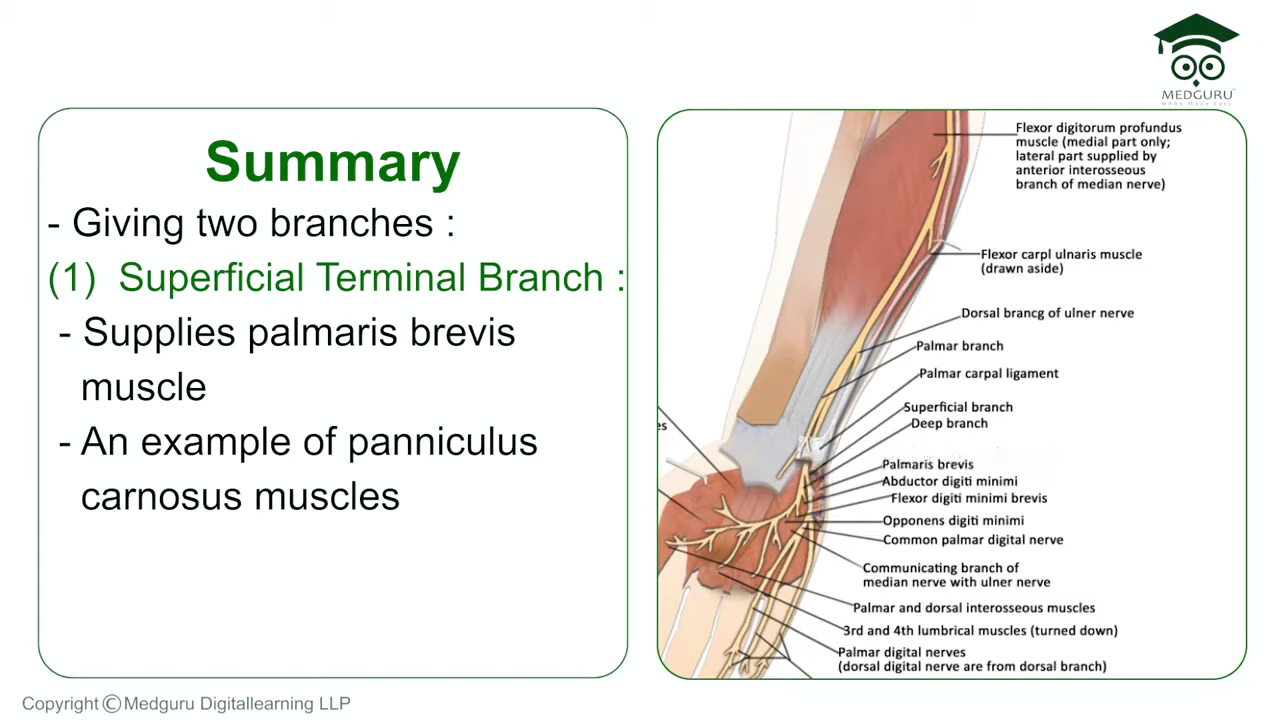 MEDGURU
Summary
- Giving two branches :
(1) Superficial Terminal Branch :
- Supplies palmaris brevis
muscle
- An example of panniculus
carnosus muscles
Flexor digitorum profundus
muscle (medial part only;
lateral part supplied by
anterior interosseous
branch of median nerve)
Flexor carpl ulnaris muscle
(drawn aside)
Dorsal brancg of ulner nerve
Palmar branch
Palmar carpal ligament
Superficial branch
Deep branch
es
Palmaris brevis
Abductor digiti minimi
Flexor digiti minimi brevis
Opponens digiti minimi
Common palmar digital nerve
Communicating branch of
median nerve with ulner nerve
Palmar and dorsal interosseous muscles
3rd and 4th lumbrical muscles (turned down)
Palmar digital nerves
(dorsal digital nerve are from dorsal branch)
Copyright © Medguru Digitallearning LLP